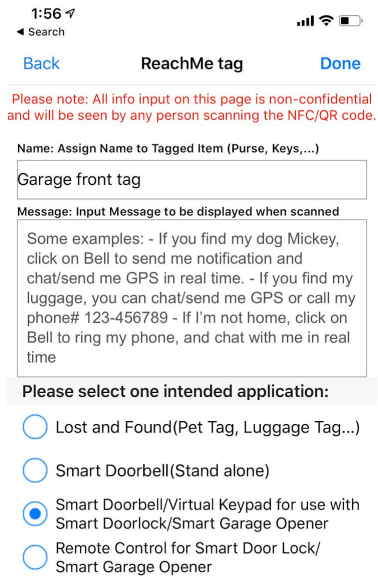 1:56
◀ Search
Back ReachMe tag Done
Please note: All info input on this page is non-confidential
and will be seen by any person scanning the NFC/QR code.
Name: Assign Name to Tagged Item (Purse, Keys,...)
Garage front tag
Message: Input Message to be displayed when scanned
Some examples: - If you find my dog Mickey,
click on Bell to send me notification and
chat/send me GPS in real time. - If you find my
luggage, you can chat/send me GPS or call my
phone# 123-456789 - If I'm not home, click on
Bell to ring my phone, and chat with me in real
time
Please select one intended application:
Lost and Found(Pet Tag, Luggage Tag...)
Smart Doorbell(Stand alone)
Smart Doorbell/Virtual Keypad for use with
Smart Doorlock/Smart Garage Opener
Remote Control for Smart Door Lock/
Smart Garage Opener